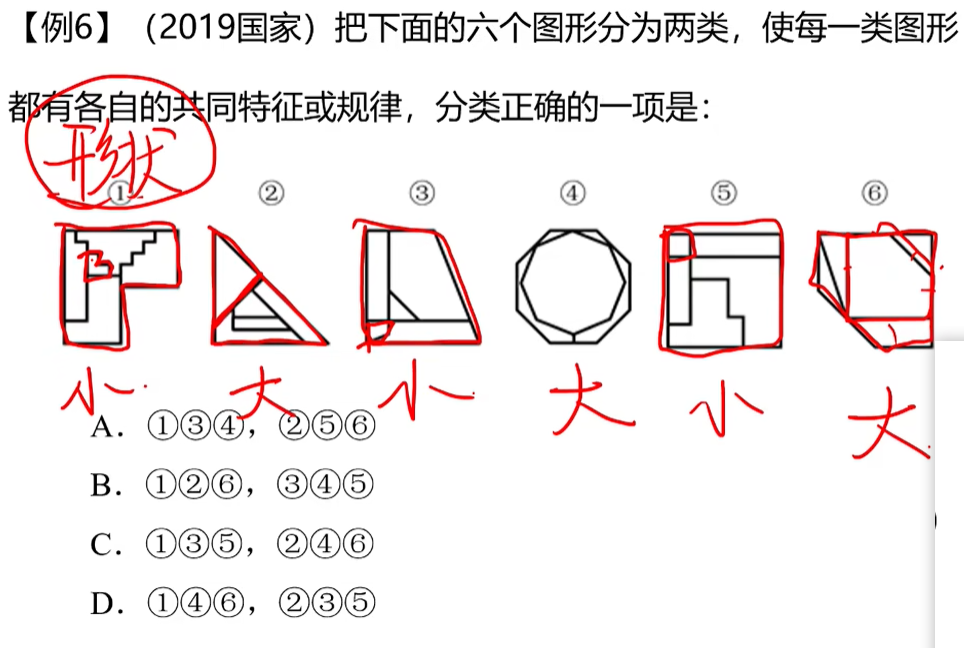 【例6】（2019国家）把下面的六个图形分为两类，使每一类图形
都有各自的共同特征或规律，分类正确的一项是：
形状
① ② ③ ④ ⑤ ⑥
小 大 小 大 小 大
A．①③④，②⑤⑥
B．①②⑥，③④⑤
C．①③⑤，②④⑥
D．①④⑥，②③⑤